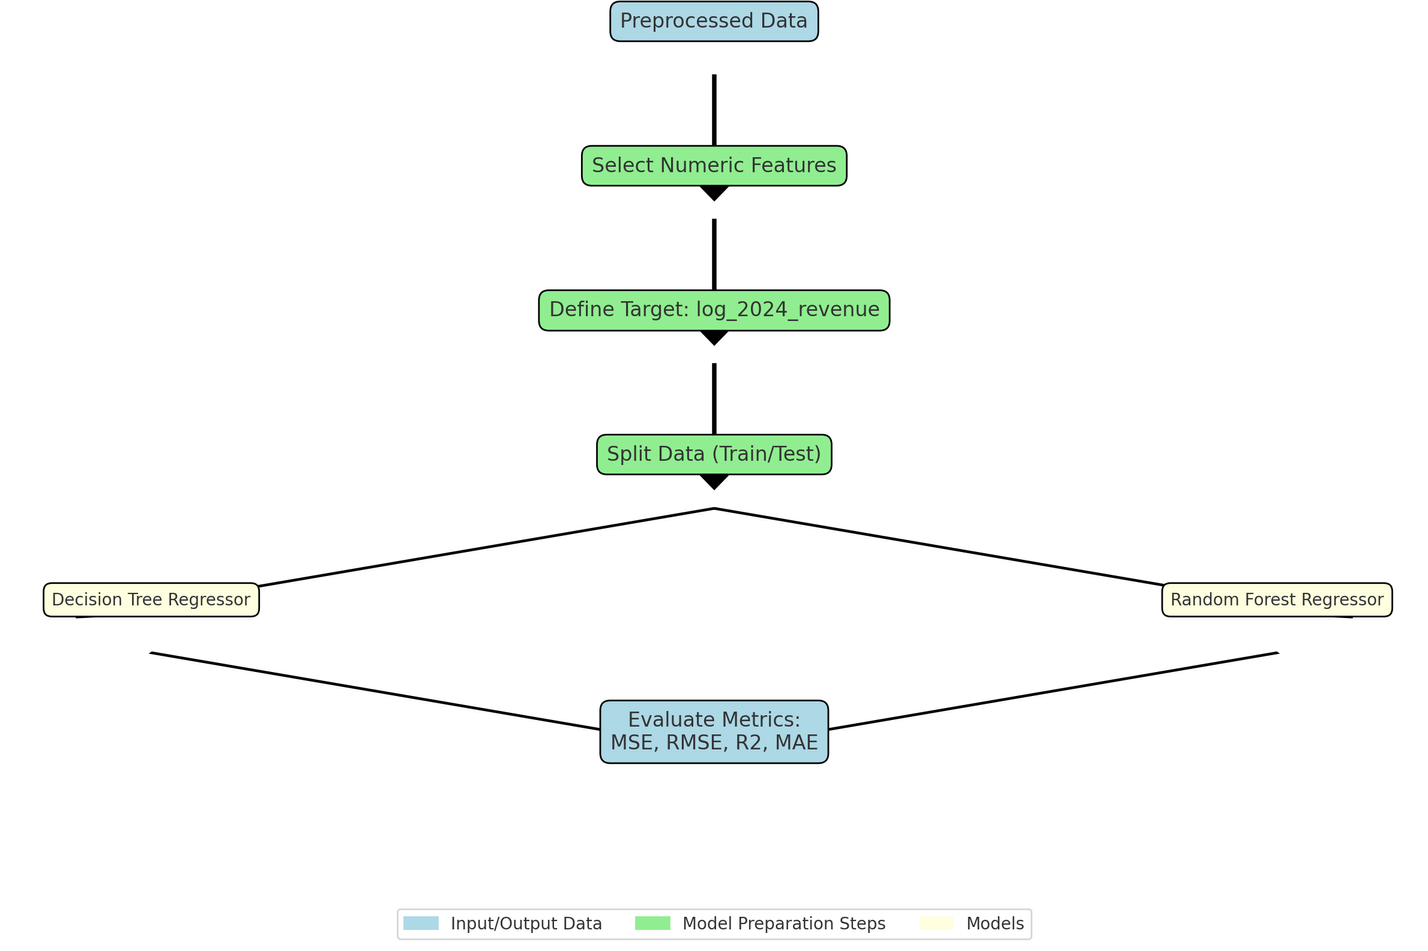 Preprocessed Data
Select Numeric Features
Define Target: log_2024_revenue
Split Data (Train/Test)
Decision Tree Regressor
Random Forest Regressor
Evaluate Metrics:
MSE, RMSE, R2, MAE
Input/Output Data
Model Preparation Steps
Models